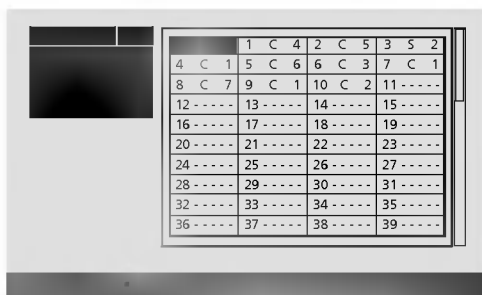 1 C 4 2 C 5 3 S 2
4 C 1 5 C 6 6 C 3 7 C 1
8 C 7 9 C 1 10 C 2 11 - - - - -
12 - - - - - 13 - - - - - 14 - - - - - 15 - - - - -
16 - - - - - 17 - - - - - 18 - - - - - 19 - - - - -
20 - - - - - 21 - - - - - 22 - - - - - 23 - - - - -
24 - - - - - 25 - - - - - 26 - - - - - 27 - - - - -
28 - - - - - 29 - - - - - 30 - - - - - 31 - - - - -
32 - - - - - 33 - - - - - 34 - - - - - 35 - - - - -
36 - - - - - 37 - - - - - 38 - - - - - 39 - - - - -